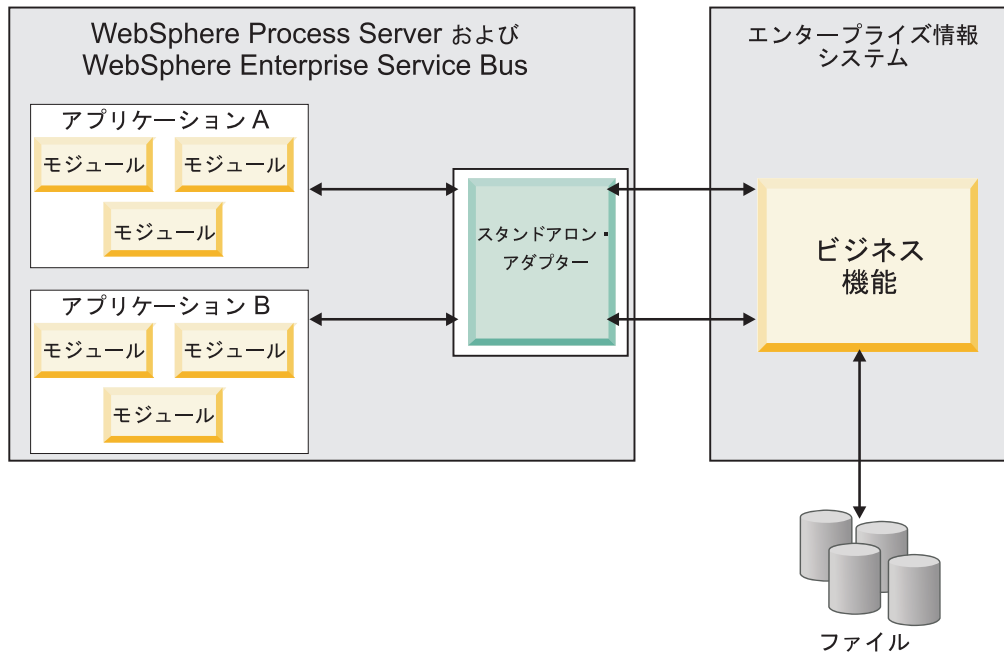 WebSphere Process Server および
WebSphere Enterprise Service Bus
アプリケーション A
モジュール
モジュール
モジュール
アプリケーション B
モジュール
モジュール
モジュール
スタンドアロン・
アダプター
エンタープライズ情報
システム
ビジネス
機能
ファイル